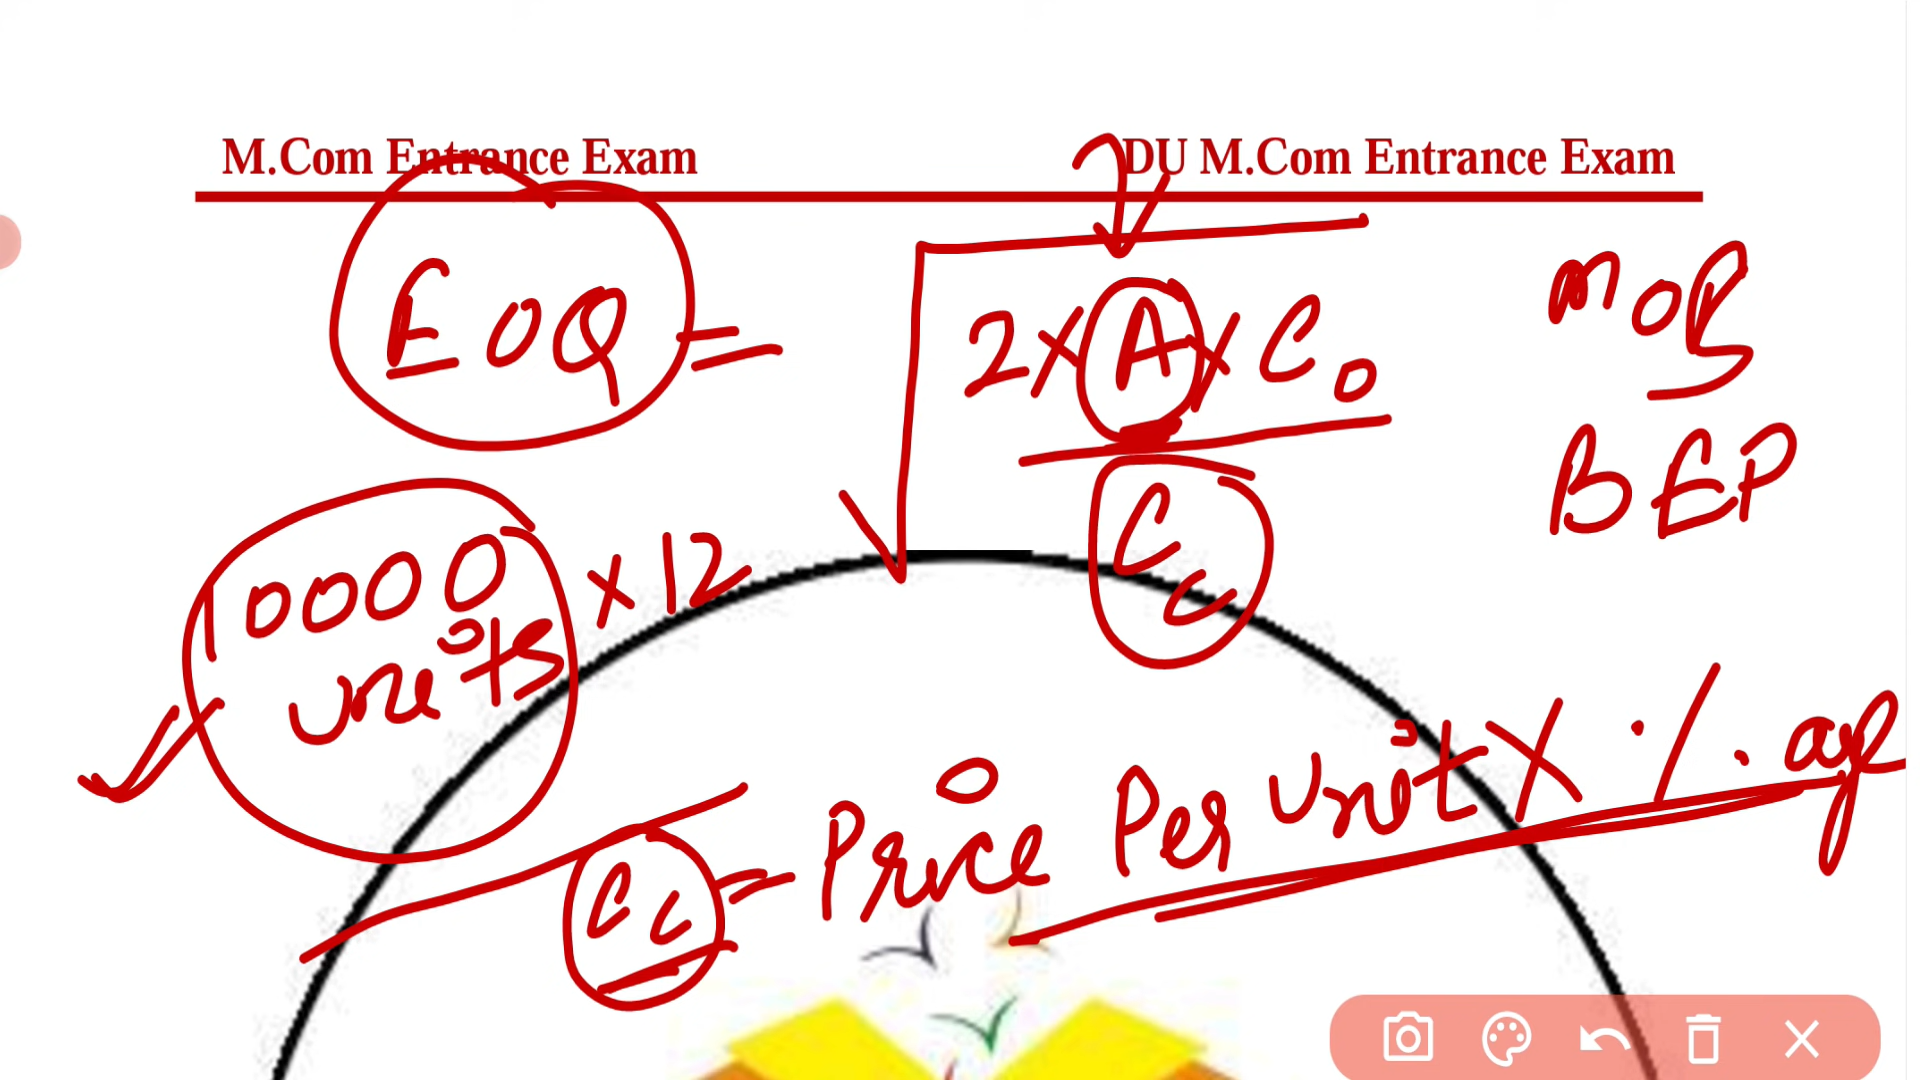 M.Com Entrance Exam DU M.Com Entrance Exam
EOQ = √ 2 × A × Co
Cc
MOS
BEP
10000 × 12
units
Cc = Price Per Unit × %. age